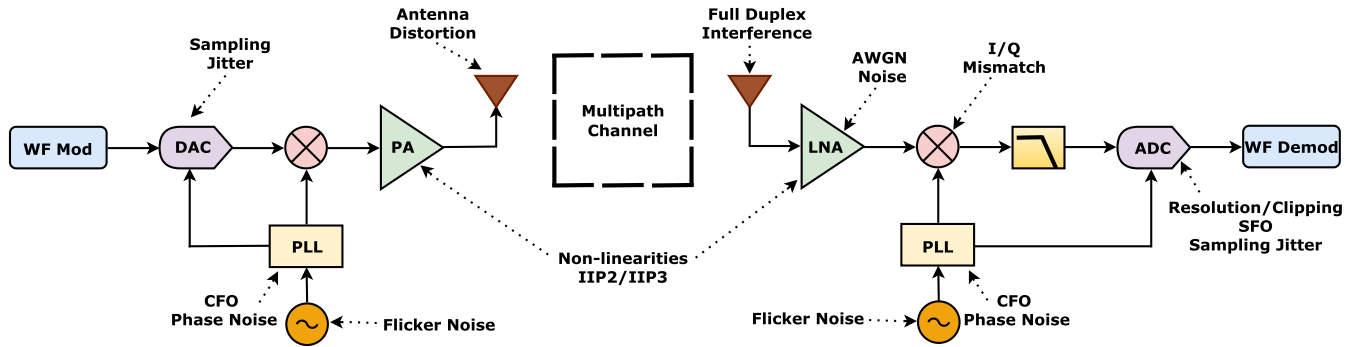 Antenna
Distortion
Full Duplex
Interference
Sampling
Jitter
AWGN
Noise
I/Q
Mismatch
WF Mod
DAC
PA
Multipath
Channel
LNA
ADC
WF Demod
Resolution/Clipping
SFO
Sampling Jitter
PLL
PLL
Non-linearities
IIP2/IIP3
CFO
Phase Noise
CFO
Phase Noise
Flicker Noise
Flicker Noise